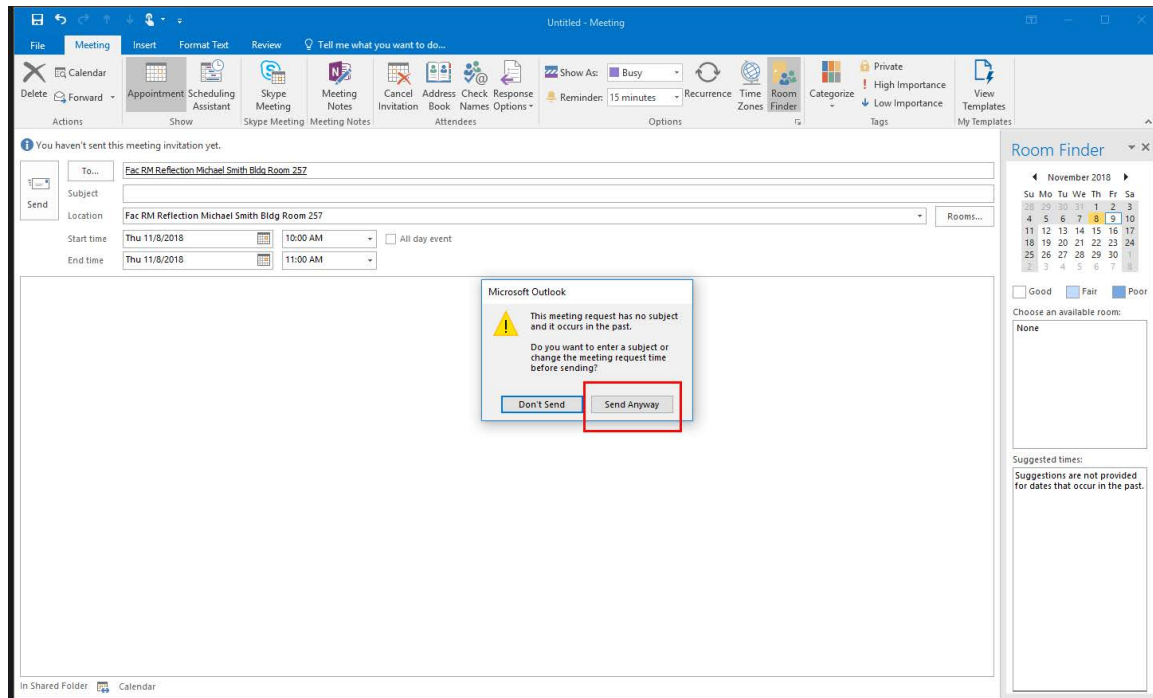 Untitled - Meeting
File Meeting Insert Format Text Review Tell me what you want to do...
Delete
Calendar
Forward
Actions
Appointment
Scheduling Assistant
Show
Skype Meeting
Skype Meeting
Meeting Notes
Meeting Notes
Cancel Invitation
Address Book
Check Names
Response Options
Attendees
Show As: Busy
Reminder: 15 minutes
Recurrence
Time Zones
Room Finder
Options
Categorize
Private
High Importance
Low Importance
Tags
View Templates
My Templates
You haven't sent this meeting invitation yet.
Send
To... Fac RM Reflection Michael Smith Bldg Room 257
Subject
Location Fac RM Reflection Michael Smith Bldg Room 257 Rooms...
Start time Thu 11/8/2018 10:00 AM All day event
End time Thu 11/8/2018 11:00 AM
Microsoft Outlook
This meeting request has no subject
and it occurs in the past.
Do you want to enter a subject or
change the meeting request time
before sending?
Don't Send Send Anyway
Room Finder
November 2018
Su Mo Tu We Th Fr Sa
28 29 30 31 1 2 3
4 5 6 7 8 9 10
11 12 13 14 15 16 17
18 19 20 21 22 23 24
25 26 27 28 29 30 1
2 3 4 5 6 7 8
Good Fair Poor
Choose an available room:
None
Suggested times:
Suggestions are not provided
for dates that occur in the past.
In Shared Folder Calendar